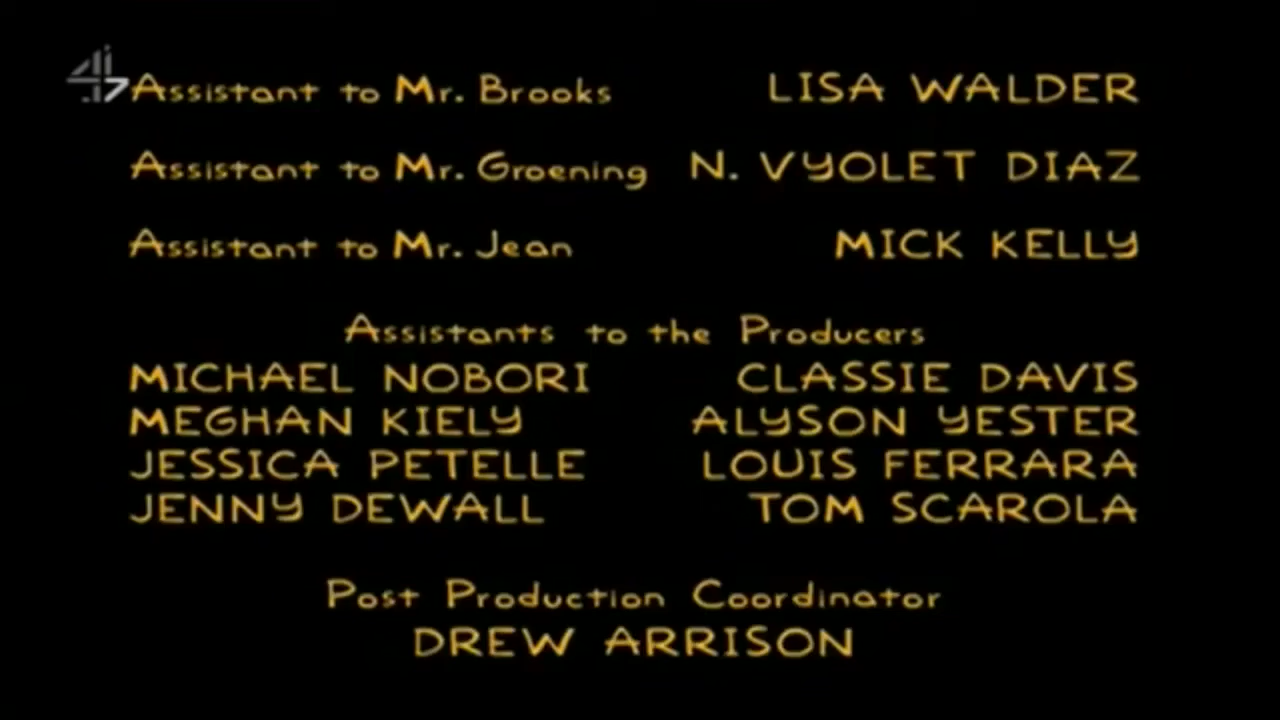 47
Assistant to Mr. Brooks LISA WALDER
Assistant to Mr. Groening N. VYOLET DIAZ
Assistant to Mr. Jean MICK KELLY
Assistants to the Producers
MICHAEL NOBORI CLASSIE DAVIS
MEGHAN KIELY ALYSON YESTER
JESSICA PETELLE LOUIS FERRARA
JENNY DEWALL TOM SCAROLA
Post Production Coordinator
DREW ARRISON